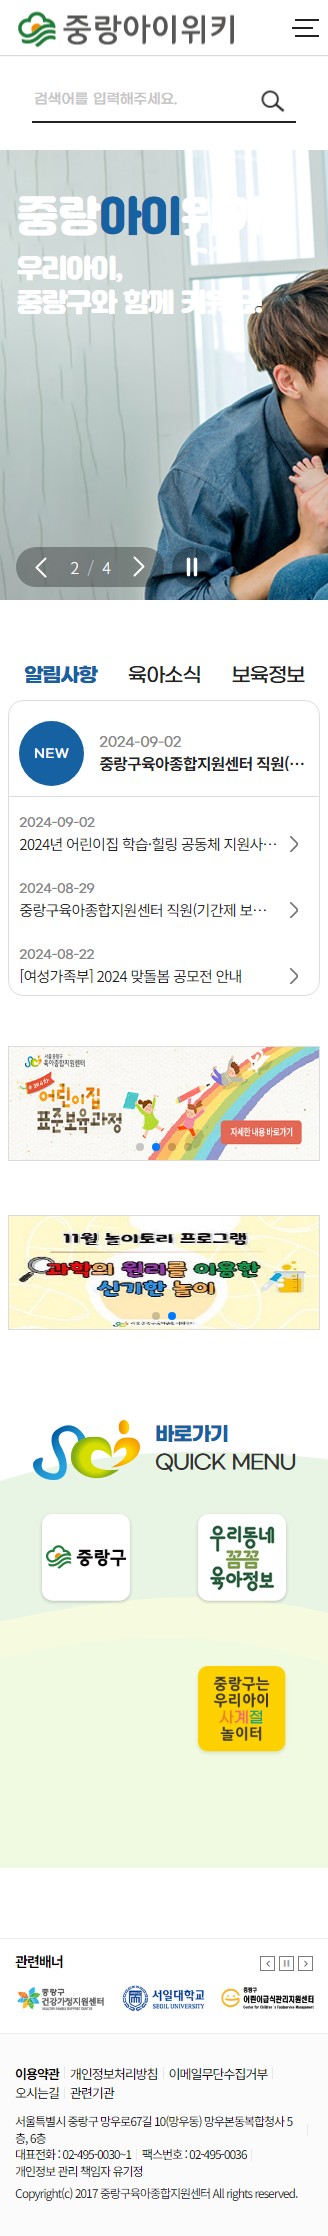 중랑아이위키
검색어를 입력해주세요.
중랑아이위키
우리아이,
중랑구와 함께 키워요.
2 / 4
알림사항 육아소식 보육정보
NEW
2024-09-02
중랑구육아종합지원센터 직원(…
2024-09-02
2024년 어린이집 학습·힐링 공동체 지원사…
2024-08-29
중랑구육아종합지원센터 직원(기간제 보…
2024-08-22
[여성가족부] 2024 맞돌봄 공모전 안내
서울중랑구
육아종합지원센터
어린이집
표준보육과정
자세한 내용 바로가기
11월 놀이토리 프로그램
과학의 원리를 이용한
신기한 놀이
바로가기
QUICK MENU
중랑구
우리동네
꼼꼼
육아정보
중랑구는
우리아이
사계절
놀이터
관련배너
중랑구
건강가정지원센터
HEALTHY FAMILY SUPPORT CENTER
서일대학교
SEOIL UNIVERSITY
중랑구
어린이급식관리지원센터
Center for Children's Foodservice Management
이용약관 개인정보처리방침 이메일무단수집거부
오시는길 관련기관
서울특별시 중랑구 망우로67길 10(망우동) 망우본동복합청사 5
층, 6층
대표전화 : 02-495-0030~1 팩스번호 : 02-495-0036
개인정보 관리 책임자 유기정
Copyright(c) 2017 중랑구육아종합지원센터 All rights reserved.